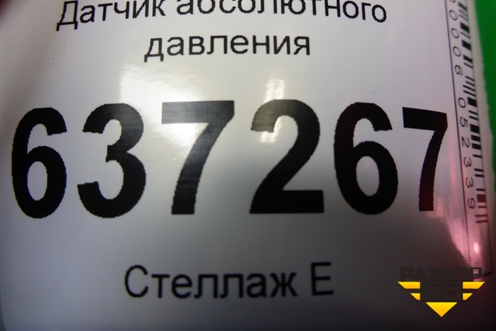 Датчик абсолютного
давления
637267
Стеллаж Е